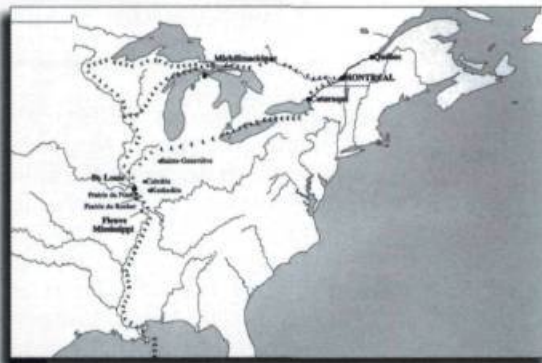 Michilimackinac
Québec
MONTRÉAL
Cataraqui
Sainte-Geneviève
St. Louis
Cahokia
Kaskaskia
Prairie du Pont
Prairie du Rocher
Fleuve
Mississippi